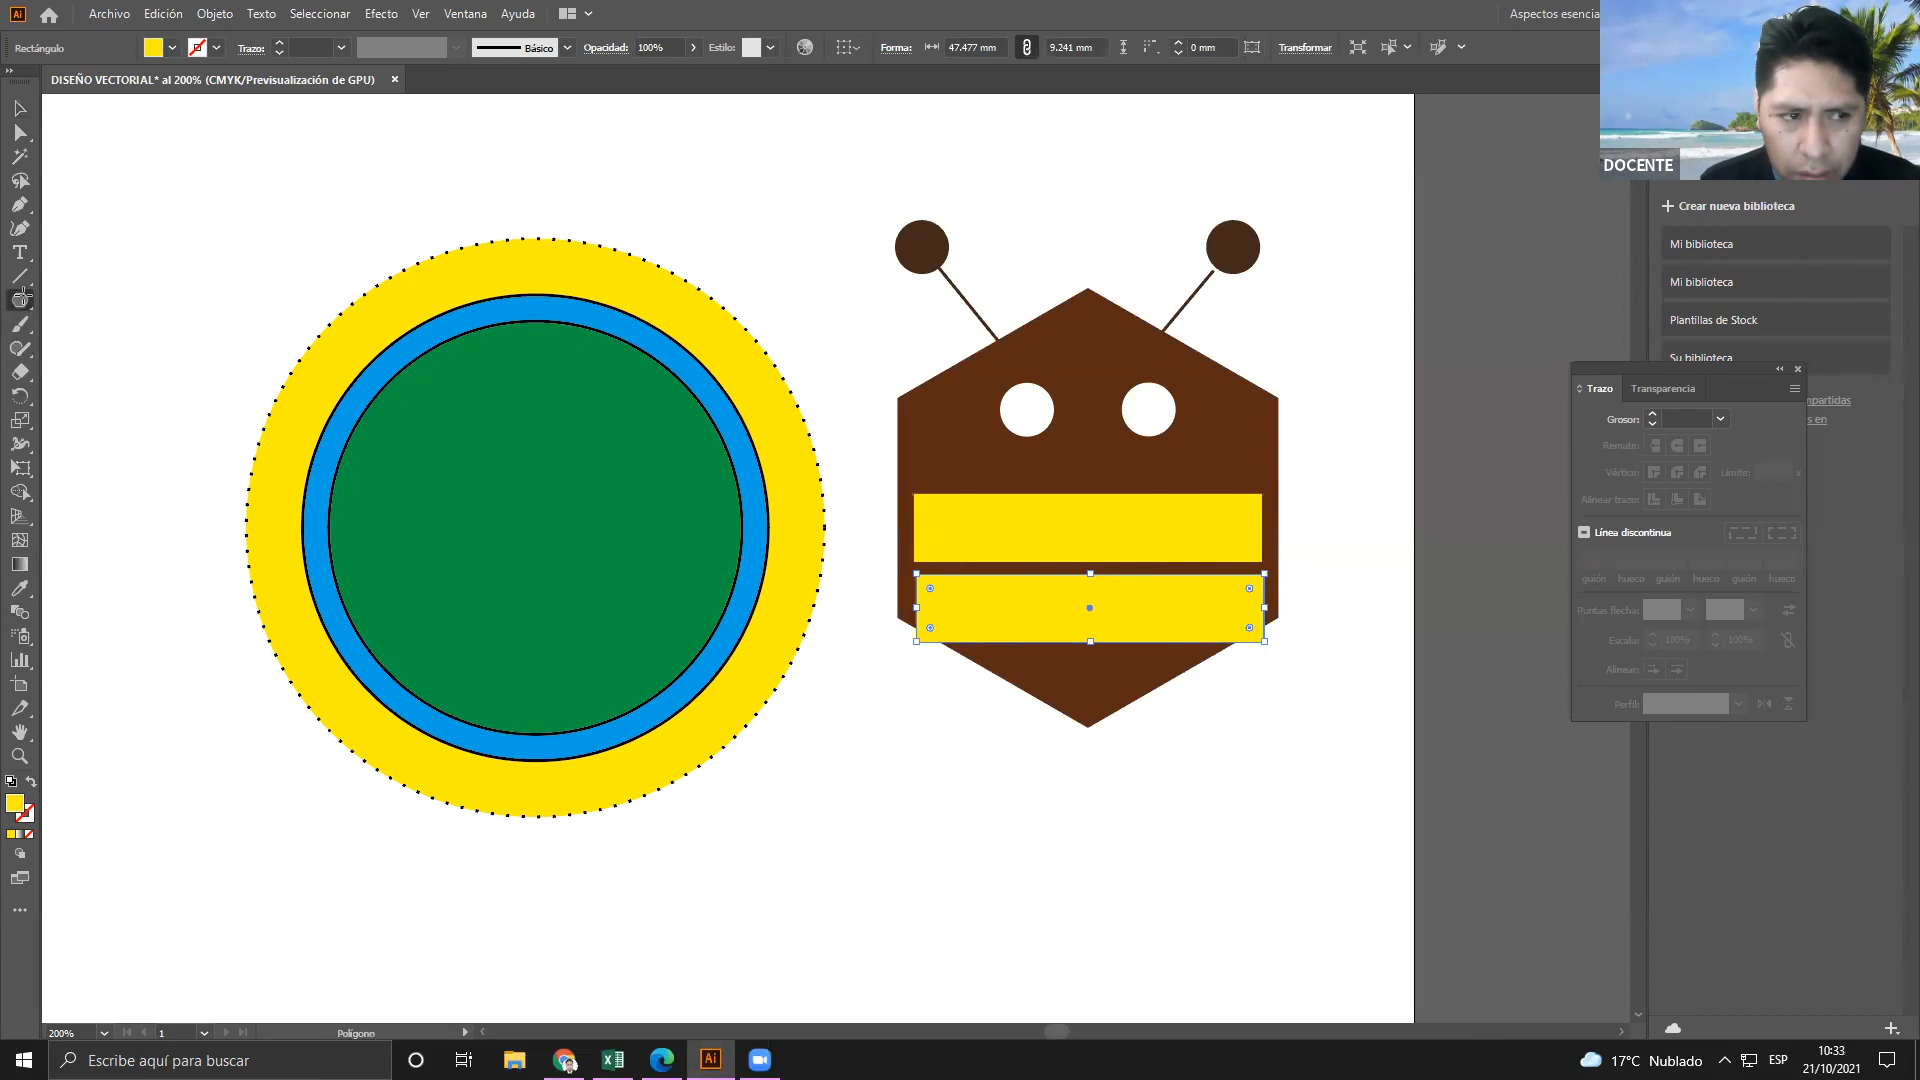 Ai Archivo Edición Objeto Texto Seleccionar Efecto Ver Ventana Ayuda Aspectos esencia
Rectángulo Trazo: Básico Opacidad: 100% Estilo: Forma: 47.477 mm 9.241 mm 0 mm Transformar
DISEÑO VECTORIAL* al 200% (CMYK/Previsualización de GPU) ×
DOCENTE
Crear nueva biblioteca
Mi biblioteca
Mi biblioteca
Plantillas de Stock
Su biblioteca
Trazo Transparencia
mpartidas
s en
Grosor:
Remate:
Vértice: Límite: x
Alinear trazo:
Línea discontinua
guión hueco guión hueco guión hueco
Puntas flecha:
Escala: 100% 100%
Alinear:
Perfil:
200% 1 Polígono
Escribe aquí para buscar
Ai
17°C Nublado ESP
10:33
21/10/2021